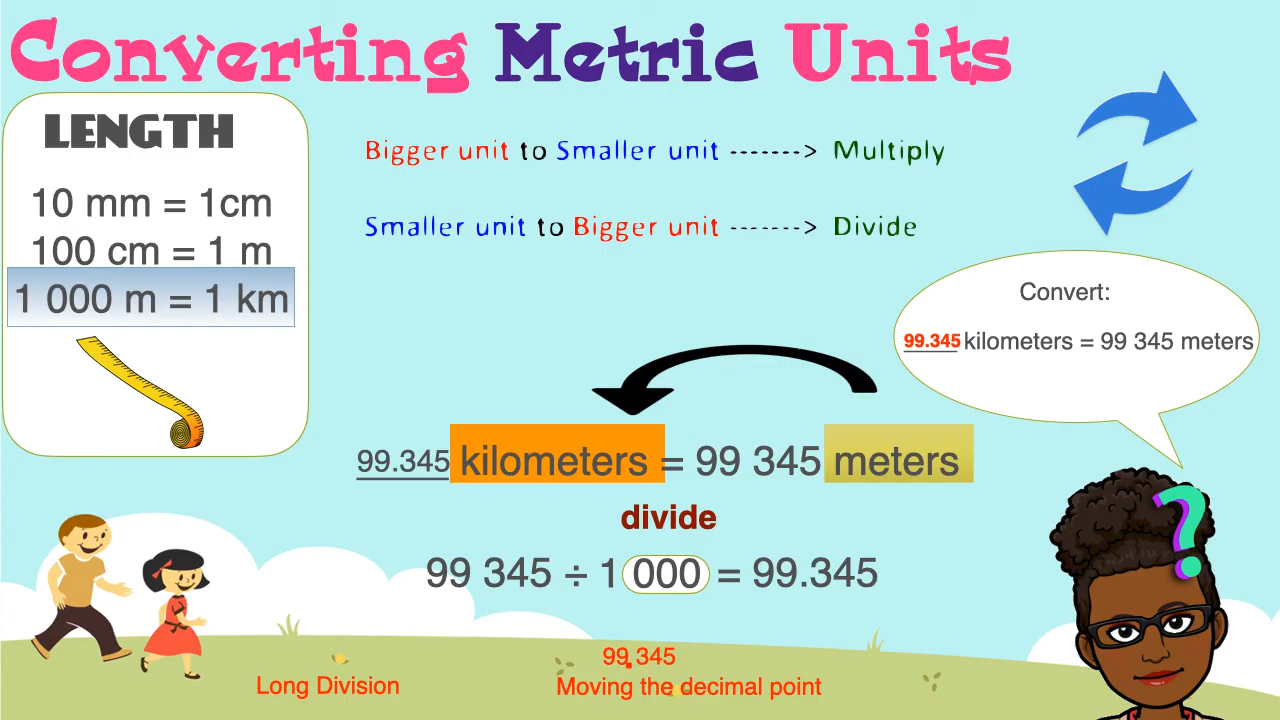 Converting Metric Units
LENGTH
10 mm = 1cm
100 cm = 1 m
1 000 m = 1 km
Bigger unit to Smaller unit -------> Multiply
Smaller unit to Bigger unit -------> Divide
Convert:
99.345 kilometers = 99 345 meters
99.345 kilometers = 99 345 meters
divide
99 345 ÷ 1 000 = 99.345
?
Long Division
99.345
Moving the decimal point